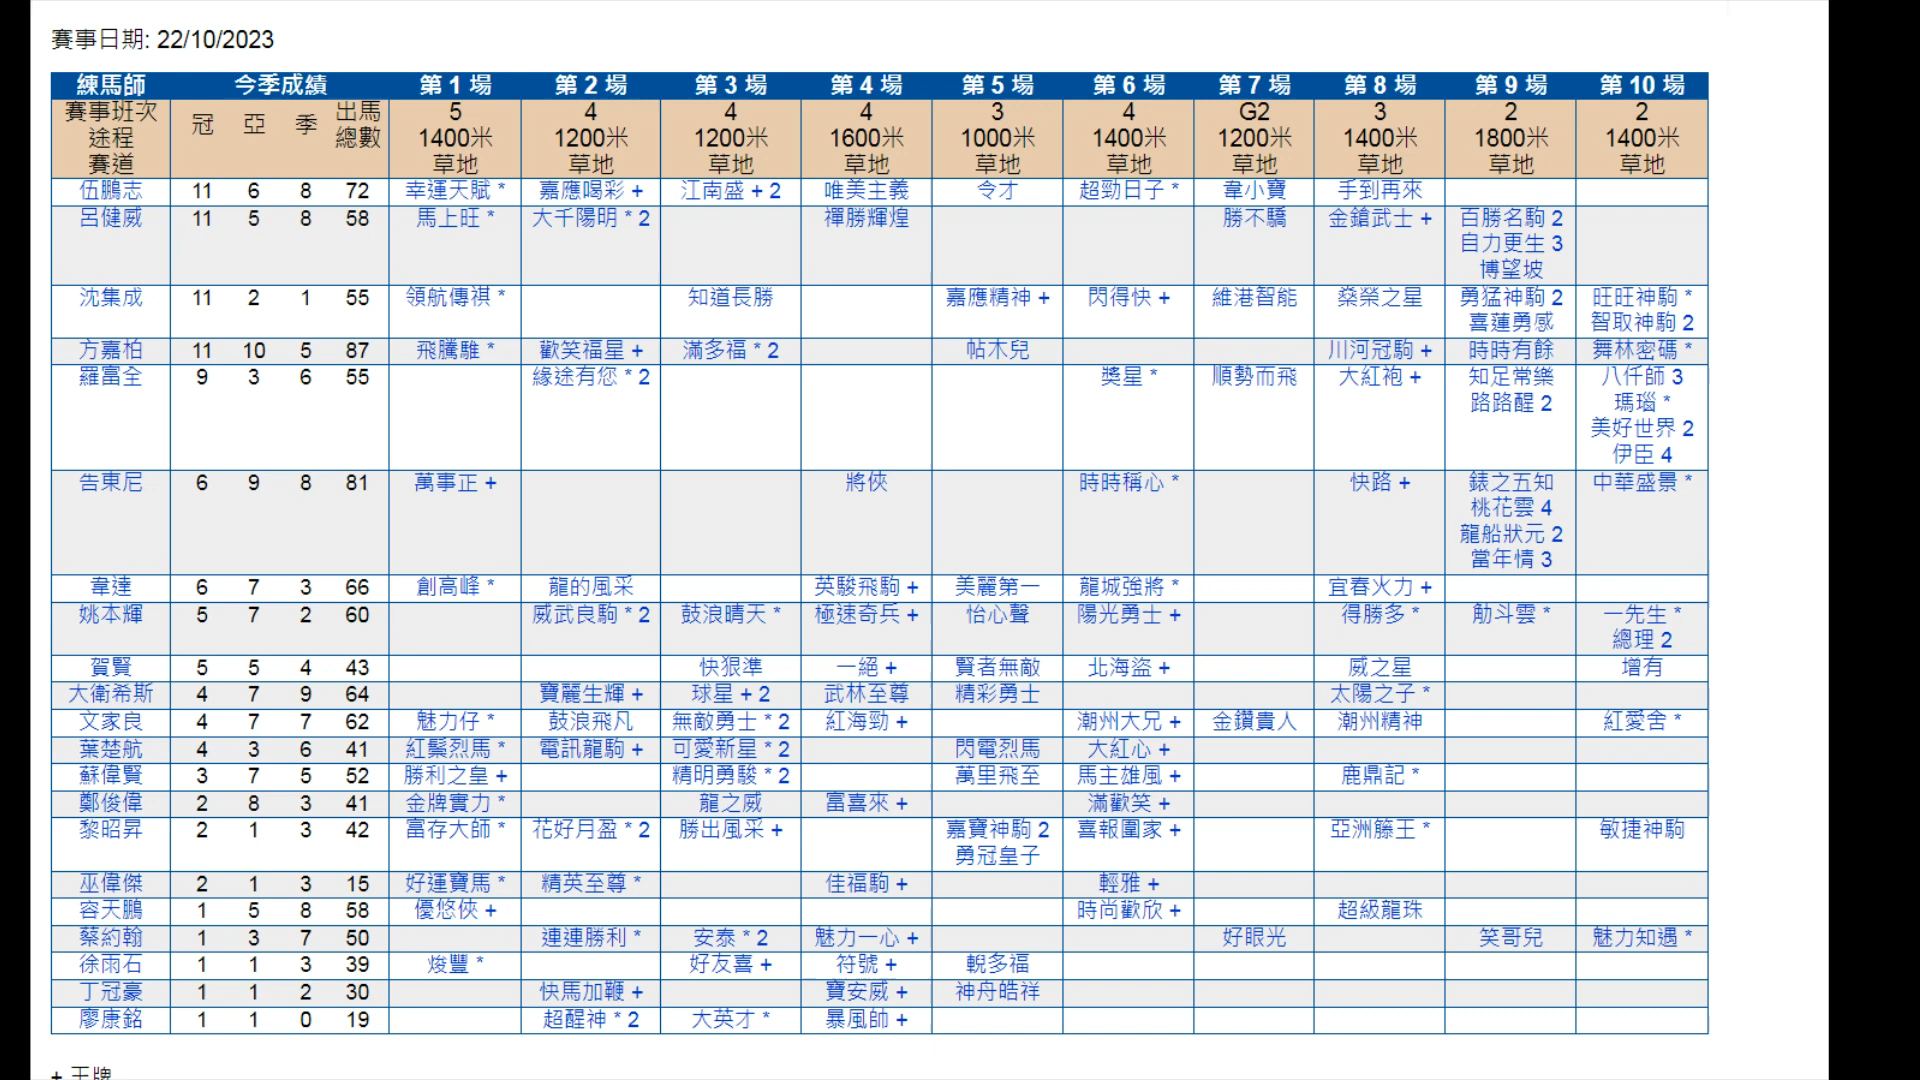 賽事日期: 22/10/2023
練馬師 今季成績 第 1 場 第 2 場 第 3 場 第 4 場 第 5 場 第 6 場 第 7 場 第 8 場 第 9 場 第 10 場
賽事班次 冠 亞 季 出馬 5 4 4 4 3 4 G2 3 2 2
途程 總數 1400米 1200米 1200米 1600米 1000米 1400米 1200米 1400米 1800米 1400米
賽道 草地 草地 草地 草地 草地 草地 草地 草地 草地 草地
伍鵬志 11 6 8 72 幸運天賦 * 嘉應喝彩 + 江南盛 + 2 唯美主義 令才 超勁日子 * 韋小寶 手到再來
呂健威 11 5 8 58 馬上旺 * 大千陽明 * 2 禪勝輝煌 勝不驕 金鎗武士 + 百勝名駒 2
自力更生 3
博望坡
沈集成 11 2 1 55 領航傳祺 * 知道長勝 嘉應精神 + 閃得快 + 維港智能 燊榮之星 勇猛神駒 2 旺旺神駒 *
喜蓮勇感 智取神駒 2
方嘉柏 11 10 5 87 飛騰騅 * 歡笑福星 + 滿多福 * 2 帖木兒 川河冠駒 + 時時有餘 舞林密碼 *
羅富全 9 3 6 55 緣途有您 * 2 獎星 * 順勢而飛 大紅袍 + 知足常樂 八仟師 3
路路醒 2 瑪瑙 *
美好世界 2
伊臣 4
告東尼 6 9 8 81 萬事正 + 將俠 時時稱心 * 快路 + 錶之五知 中華盛景 *
桃花雲 4
龍船狀元 2
當年情 3
韋達 6 7 3 66 創高峰 * 龍的風采 英駿飛駒 + 美麗第一 龍城強將 * 宜春火力 +
姚本輝 5 7 2 60 威武良駒 * 2 鼓浪晴天 * 極速奇兵 + 怡心聲 陽光勇士 + 得勝多 * 觔斗雲 * 一先生 *
總理 2
賀賢 5 5 4 43 快狠準 一絕 + 賢者無敵 北海盜 + 威之星 增有
大衛希斯 4 7 9 64 寶麗生輝 + 球星 + 2 武林至尊 精彩勇士 太陽之子 *
文家良 4 7 7 62 魅力仔 * 鼓浪飛凡 無敵勇士 * 2 紅海勁 + 潮州大兄 + 金鑽貴人 潮州精神 紅愛舍 *
葉楚航 4 3 6 41 紅鬃烈馬 * 電訊龍駒 + 可愛新星 * 2 閃電烈馬 大紅心 +
蘇偉賢 3 7 5 52 勝利之皇 + 精明勇駿 * 2 萬里飛至 馬主雄風 + 鹿鼎記 *
鄭俊偉 2 8 3 41 金牌實力 * 龍之威 富喜來 + 滿歡笑 +
黎昭昇 2 1 3 42 富存大師 * 花好月盈 * 2 勝出風采 + 嘉寶神駒 2 喜報圍家 + 亞洲籐王 * 敏捷神駒
勇冠皇子
巫偉傑 2 1 3 15 好運寶馬 * 精英至尊 * 佳福駒 + 輕雅 +
容天鵬 1 5 8 58 優悠俠 + 時尚歡欣 + 超級龍珠
蔡約翰 1 3 7 50 連連勝利 * 安泰 * 2 魅力一心 + 好眼光 笑哥兒 魅力知遇 *
徐雨石 1 1 3 39 焌豐 * 好友喜 + 符號 + 輗多福
丁冠豪 1 1 2 30 快馬加鞭 + 寶安威 + 神舟皓祥
廖康銘 1 1 0 19 超醒神 * 2 大英才 * 暴風帥 +
+ 王牌